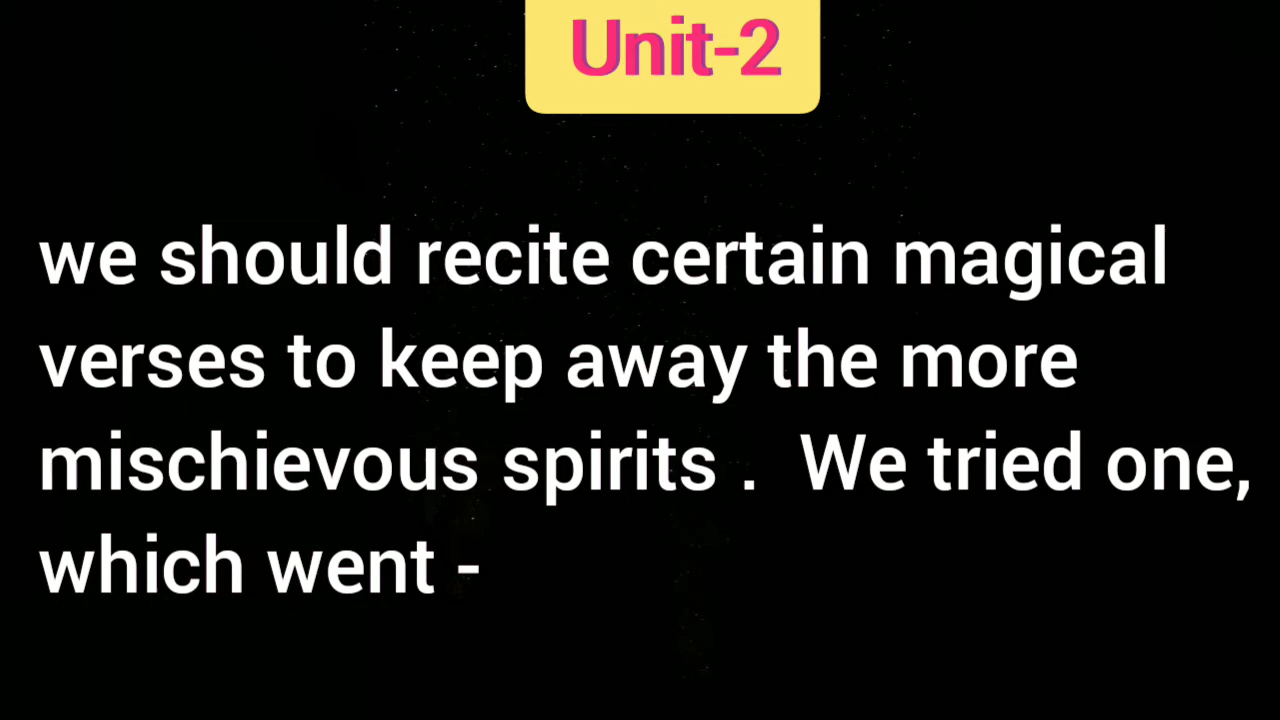 Unit-2
we should recite certain magical
verses to keep away the more
mischievous spirits . We tried one,
which went -